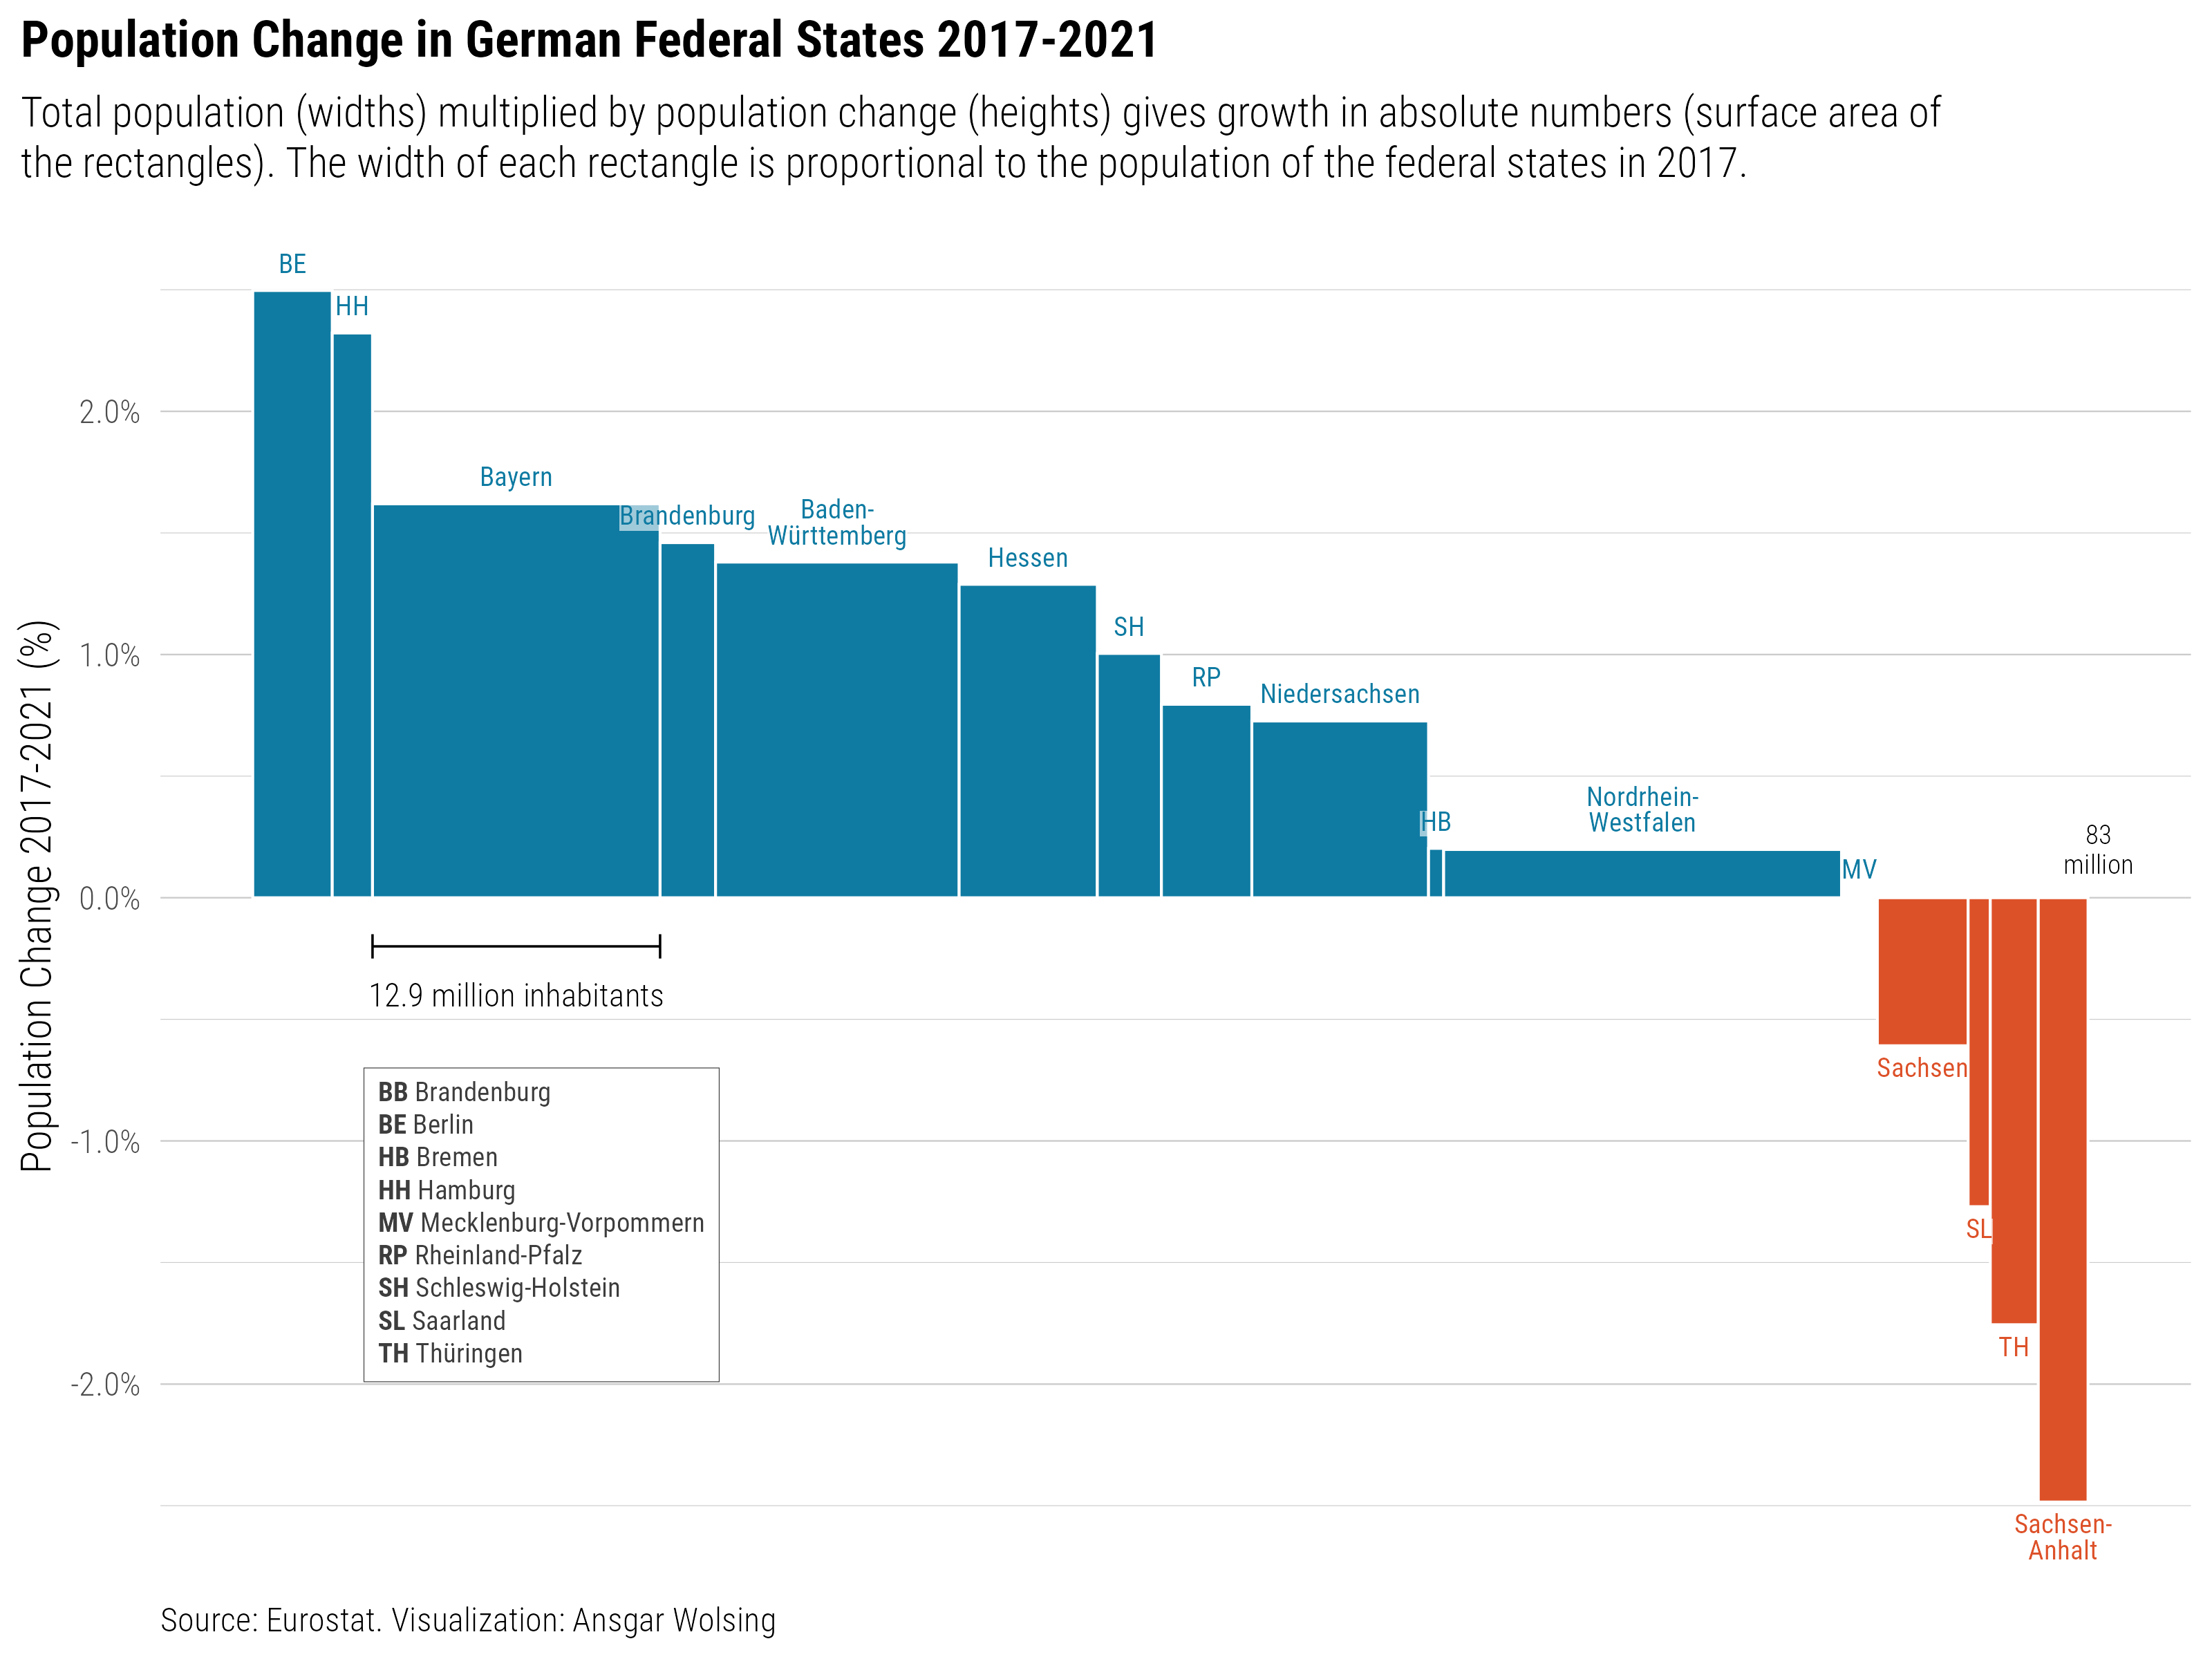 Population Change in German Federal States 2017-2021
Total population (widths) multiplied by population change (heights) gives growth in absolute numbers (surface area of
the rectangles). The width of each rectangle is proportional to the population of the federal states in 2017.
BE
HH
2.0%
Bayern
Brandenburg
Baden-
Württemberg
Hessen
SH
1.0%
RP
Niedersachsen
Nordrhein-
Westfalen
HB
83
million
MV
0.0%
Population Change 2017-2021 (%)
12.9 million inhabitants
Sachsen
BB Brandenburg
BE Berlin
HB Bremen
HH Hamburg
MV Mecklenburg-Vorpommern
RP Rheinland-Pfalz
SH Schleswig-Holstein
SL Saarland
TH Thüringen
-1.0%
SL
TH
-2.0%
Sachsen-
Anhalt
Source: Eurostat. Visualization: Ansgar Wolsing